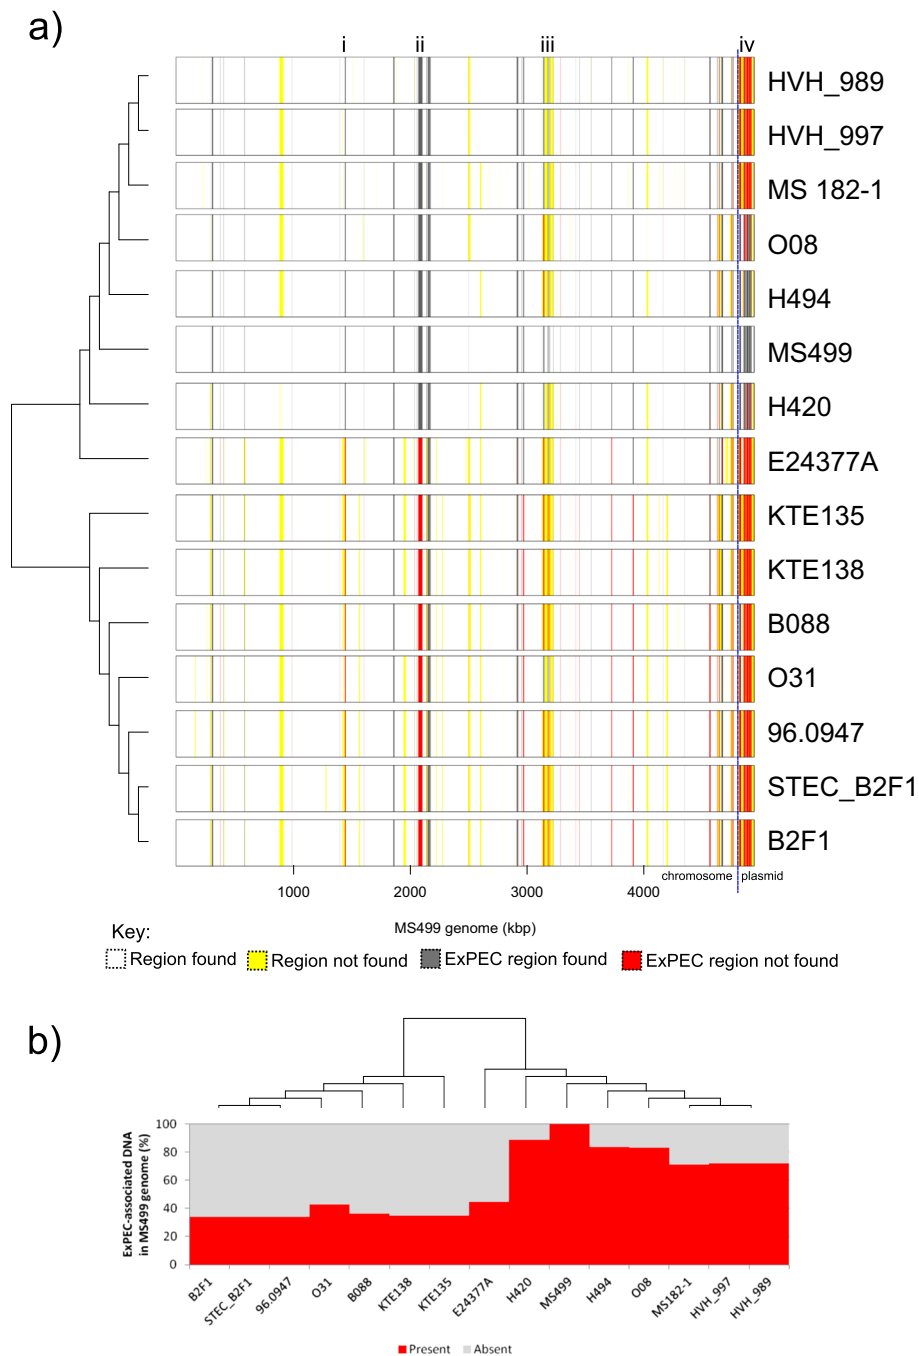 a)
i ii iii iv
HVH_989
HVH_997
MS 182-1
O08
H494
MS499
H420
E24377A
KTE135
KTE138
B088
O31
96.0947
STEC_B2F1
B2F1
chromosome plasmid
1000 2000 3000 4000
MS499 genome (kbp)
Key:
Region found Region not found ExPEC region found ExPEC region not found
b)
ExPEC-associated DNA
in MS499 genome (%)
100
80
60
40
20
0
B2F1 STEC_B2F1 96.0947 O31 B088 KTE138 KTE135 E24377A H420 MS499 H494 O08 MS182-1 HVH_997 HVH_989
Present Absent